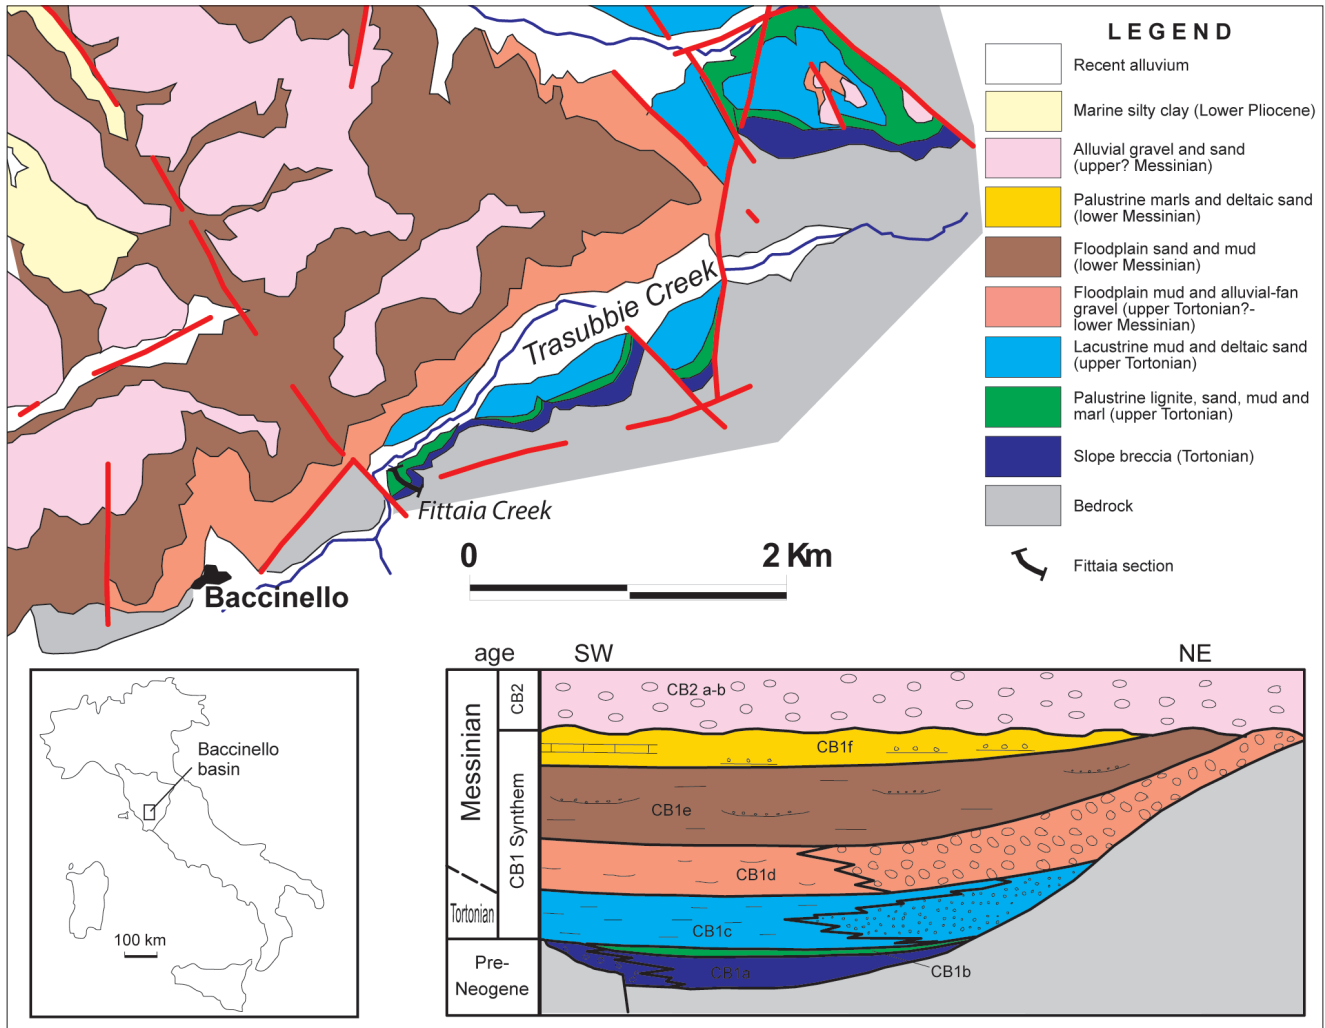 LEGEND
Recent alluvium
Marine silty clay (Lower Pliocene)
Alluvial gravel and sand
(upper? Messinian)
Palustrine marls and deltaic sand
(lower Messinian)
Floodplain sand and mud
(lower Messinian)
Floodplain mud and alluvial-fan
gravel (upper Tortonian?-
lower Messinian)
Lacustrine mud and deltaic sand
(upper Tortonian)
Palustrine lignite, sand, mud and
marl (upper Tortonian)
Slope breccia (Tortonian)
Bedrock
Fittaia section
Trasubbie Creek
Fittaia Creek
0 2 Km
Baccinello
Baccinello
basin
100 km
age SW NE
Messinian
Tortonian
Pre-
Neogene
CB2
CB1 Synthem
CB2 a-b
CB1f
CB1e
CB1d
CB1c
CB1a
CB1b